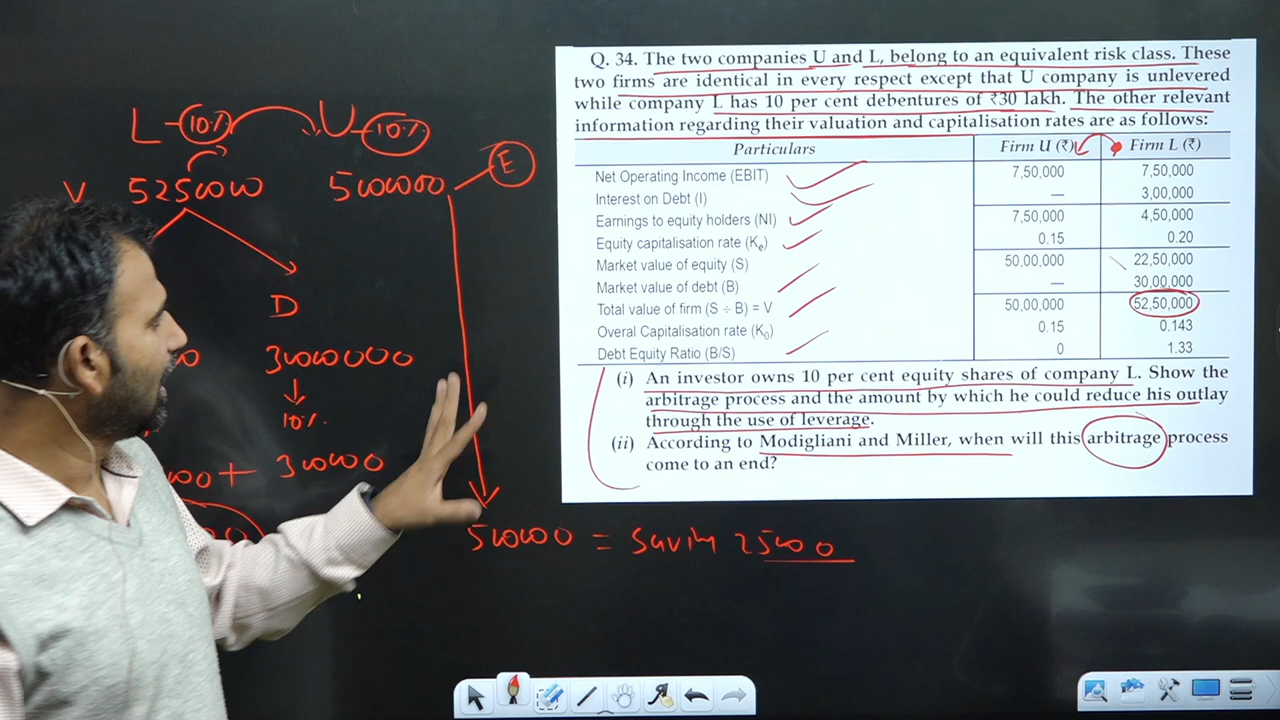 Q. 34. The two companies U and L, belong to an equivalent risk class. These
two firms are identical in every respect except that U company is unlevered
while company L has 10 per cent debentures of ₹30 lakh. The other relevant
information regarding their valuation and capitalisation rates are as follows:
Particulars Firm U (₹) Firm L (₹)
Net Operating Income (EBIT) 7,50,000 7,50,000
Interest on Debt (I) — 3,00,000
Earnings to equity holders (NI) 7,50,000 4,50,000
Equity capitalisation rate (Ke) 0.15 0.20
Market value of equity (S) 50,00,000 22,50,000
Market value of debt (B) — 30,00,000
Total value of firm (S ÷ B) = V 50,00,000 52,50,000
Overal Capitalisation rate (K0) 0.15 0.143
Debt Equity Ratio (B/S) 0 1.33
(i) An investor owns 10 per cent equity shares of company L. Show the
arbitrage process and the amount by which he could reduce his outlay
through the use of leverage.
(ii) According to Modigliani and Miller, when will this arbitrage process
come to an end?
L - 10% U - 10%
V 5250000 5000000 E
D
3000000
10%
+ 300000
500000 = Saving 25000